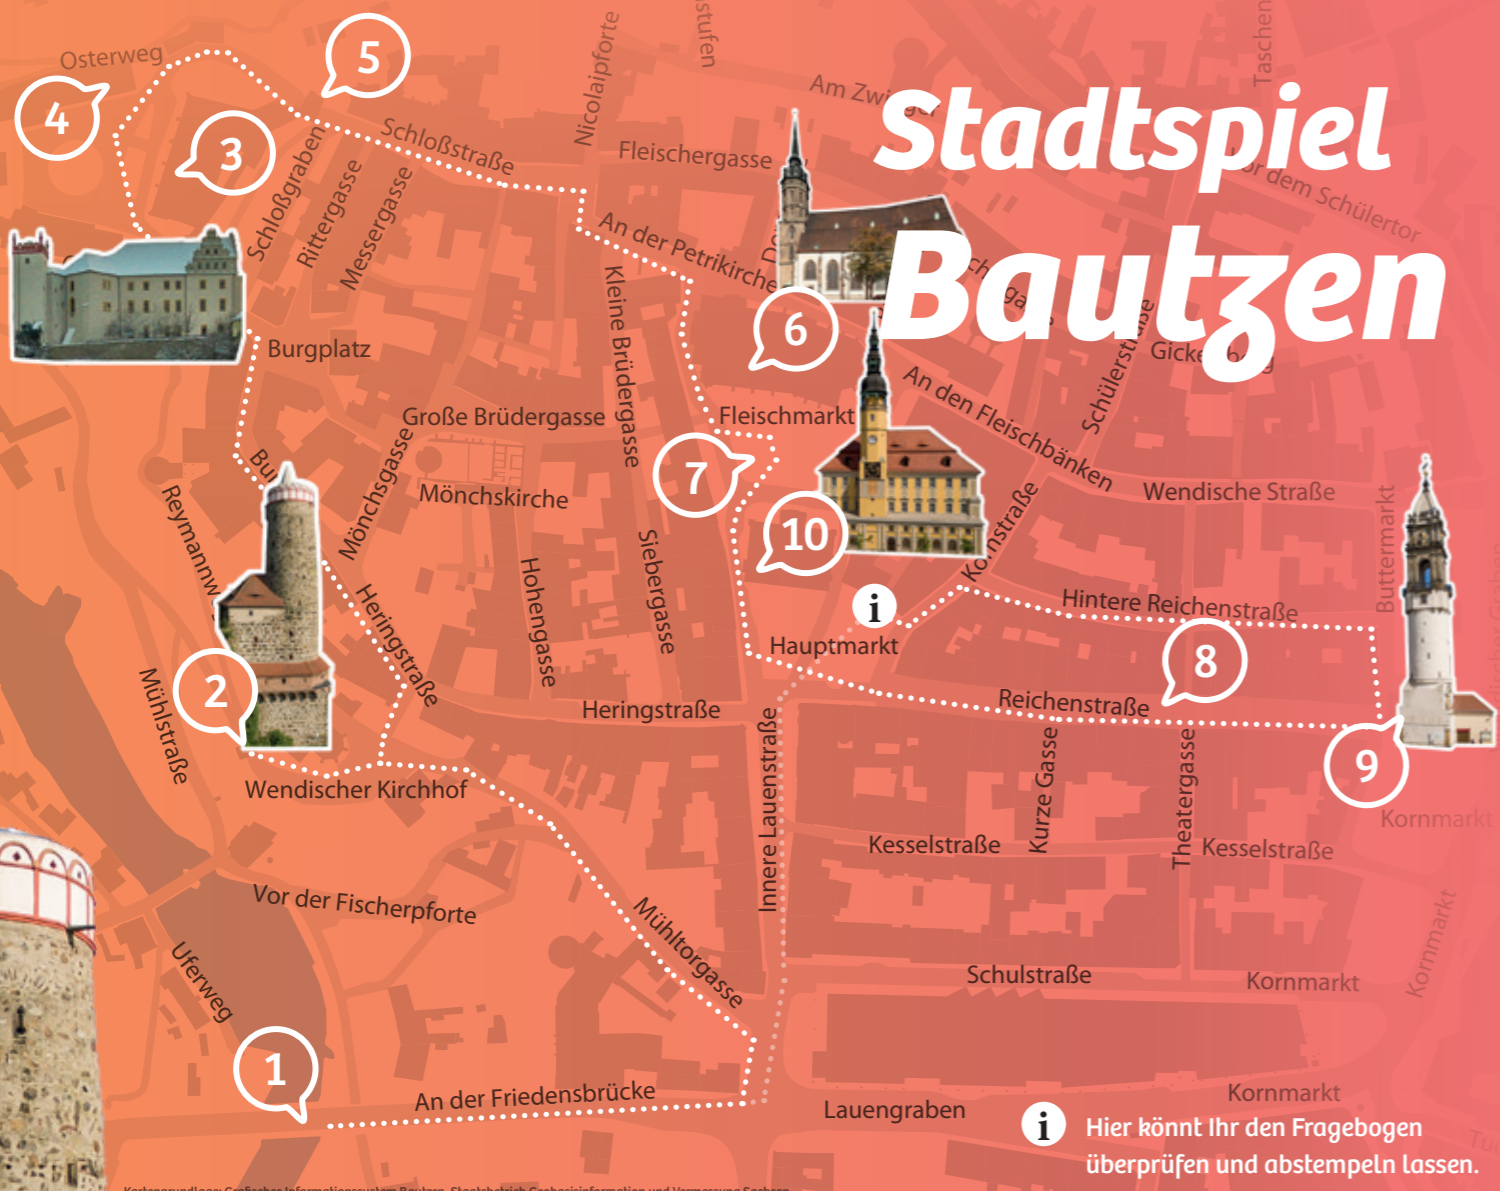 Stadtspiel
Bautzen
Osterweg
5
4
3
Schloßstraße
Nicolaipforte
Fleischergasse
Am Zwinger
Schloßgraben
Rittergasse
Messergasse
An der Petrikirche
6
Kleine Brüdergasse
Burgplatz
Große Brüdergasse
Fleischmarkt
An den Fleischbänken
Schülerstraße
Mönchsgasse
Mönchskirche
7
10
Wendische Straße
Buttermarkt
Kornstraße
Siebergasse
Hohengasse
Heringstraße
i
Hintere Reichenstraße
Hauptmarkt
8
2
Mühlstraße
Heringstraße
Reichenstraße
9
Wendischer Kirchhof
Innere Lauenstraße
Kurze Gasse
Theatergasse
Kesselstraße
Kesselstraße
Kornmarkt
Vor der Fischerpforte
Mühltorgasse
Uferweg
Schulstraße
Kornmarkt
Kornmarkt
1
An der Friedensbrücke
Lauengraben
Kornmarkt
i
Hier könnt Ihr den Fragebogen
überprüfen und abstempeln lassen.